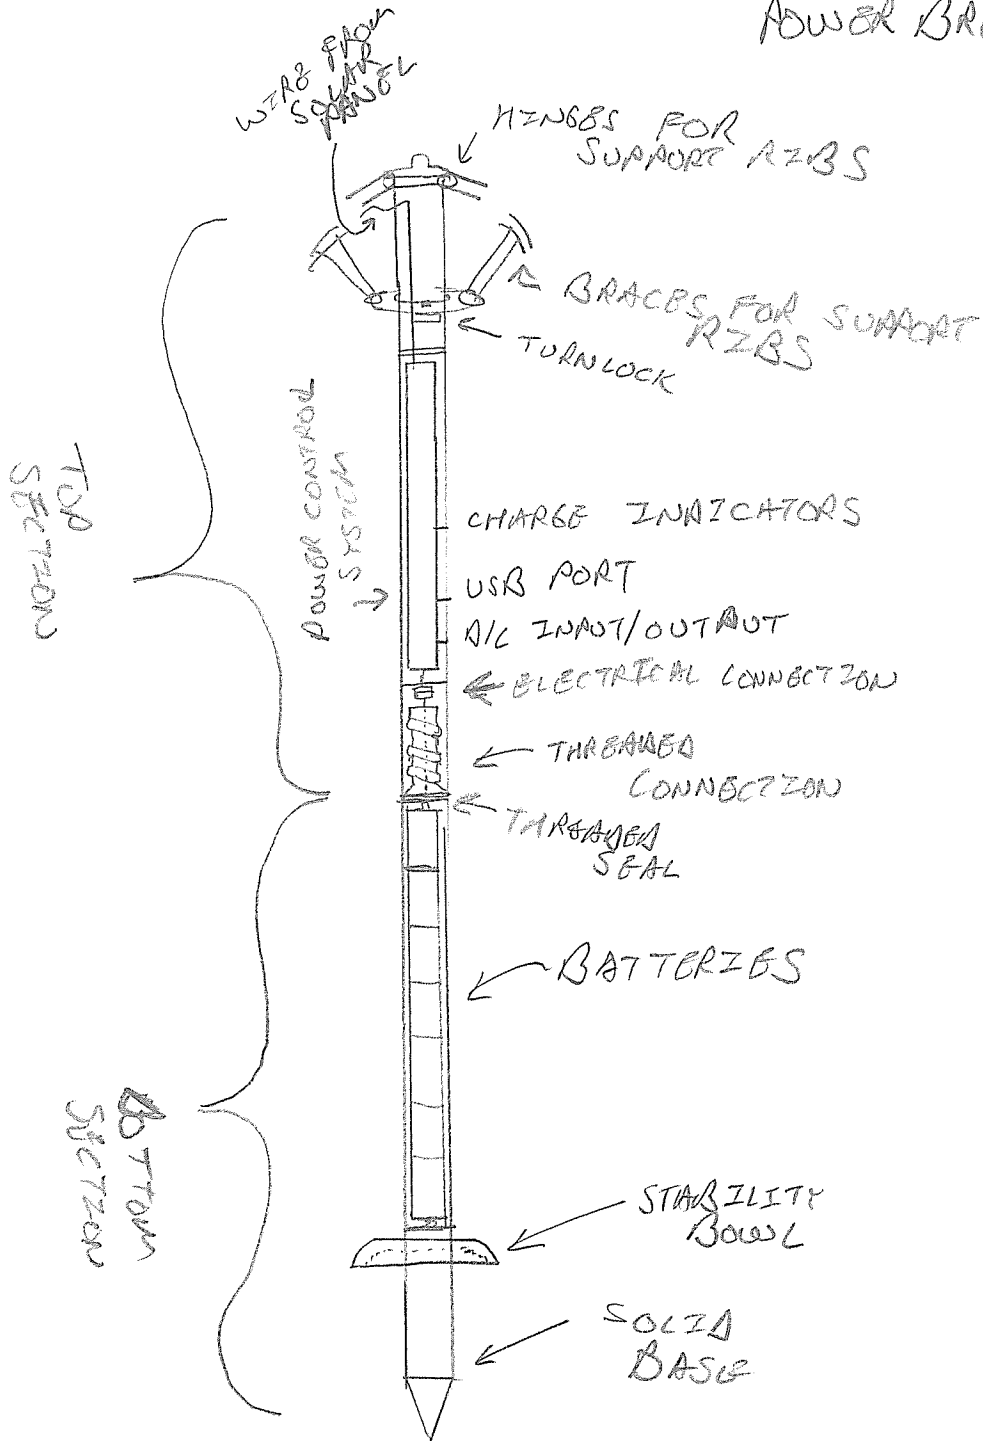 POWER BR
WIRE FROM
SOLAR
PANEL
HINGES FOR
SUPPORT RIBS
BRACES FOR SUPPORT
RIBS
TURNLOCK
TOP
SECTION
POWER CONTROL
SYSTEM
CHARGE INDICATORS
USB PORT
A/C INPUT/OUTPUT
ELECTRICAL CONNECTION
THREADED
CONNECTION
THREADED
SEAL
BATTERIES
BOTTOM
SECTION
STABILITY
BOWL
SOLID
BASE